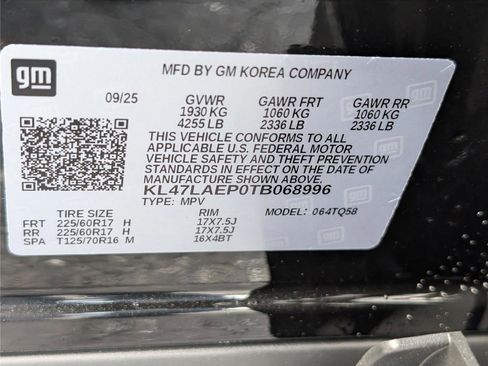 gm
MFD BY GM KOREA COMPANY
09/25 GVWR GAWR FRT GAWR RR
1930 KG 1060 KG 1060 KG
4255 LB 2336 LB 2336 LB
THIS VEHICLE CONFORMS TO ALL
APPLICABLE U.S. FEDERAL MOTOR
VEHICLE SAFETY AND THEFT PREVENTION
STANDARDS IN EFFECT ON THE DATE OF
MANUFACTURE SHOWN ABOVE.
KL47LAEP0TB068996
TYPE: MPV
TIRE SIZE RIM MODEL: 064TQ58
FRT 225/60R17 H 17X7.5J
RR 225/60R17 H 17X7.5J
SPA T125/70R16 M 16X4BT